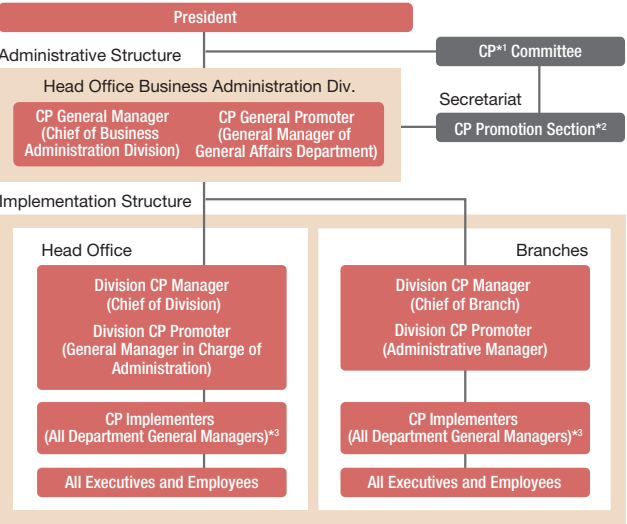 President
Administrative Structure
CP*1 Committee
Head Office Business Administration Div.
Secretariat
CP General Manager
(Chief of Business
Administration Division)
CP General Promoter
(General Manager of
General Affairs Department)
CP Promotion Section*2
Implementation Structure
Head Office
Division CP Manager
(Chief of Division)
Division CP Promoter
(General Manager in Charge of
Administration)
CP Implementers
(All Department General Managers)*3
All Executives and Employees
Branches
Division CP Manager
(Chief of Branch)
Division CP Promoter
(Administrative Manager)
CP Implementers
(All Department General Managers)*3
All Executives and Employees